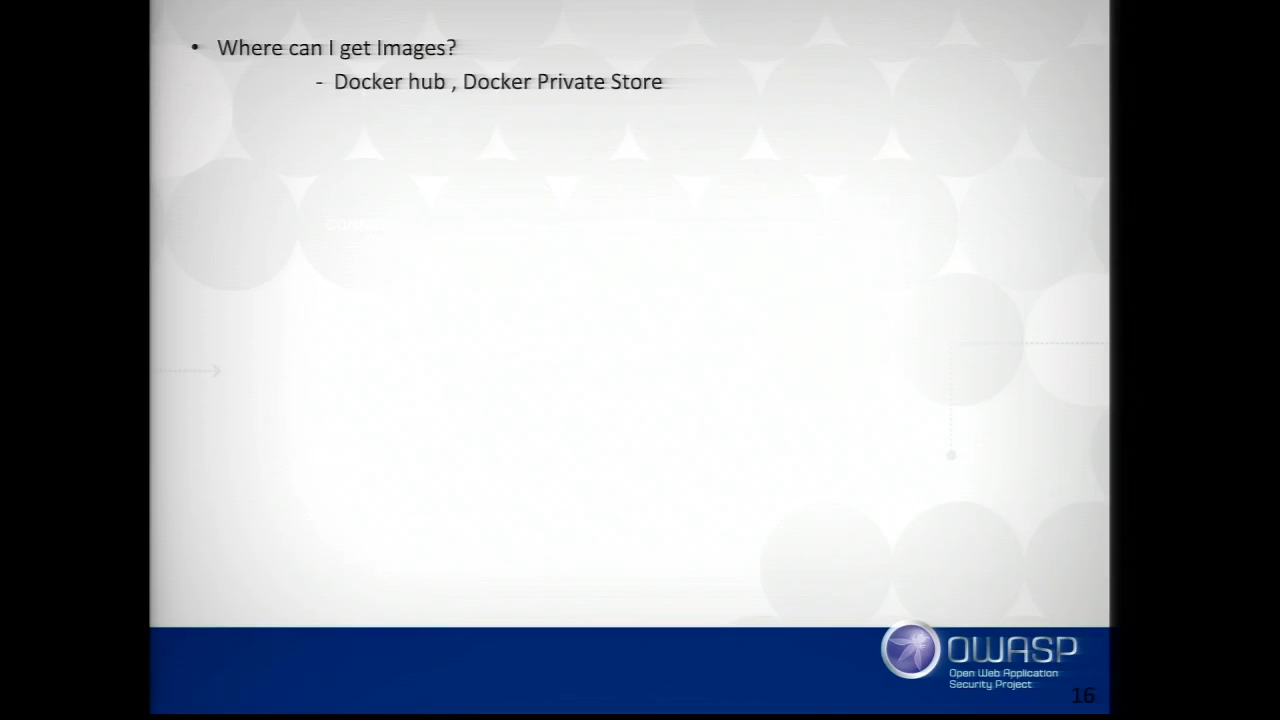 • Where can I get Images?
- Docker hub , Docker Private Store
OWASP
Open Web Application
Security Project
16